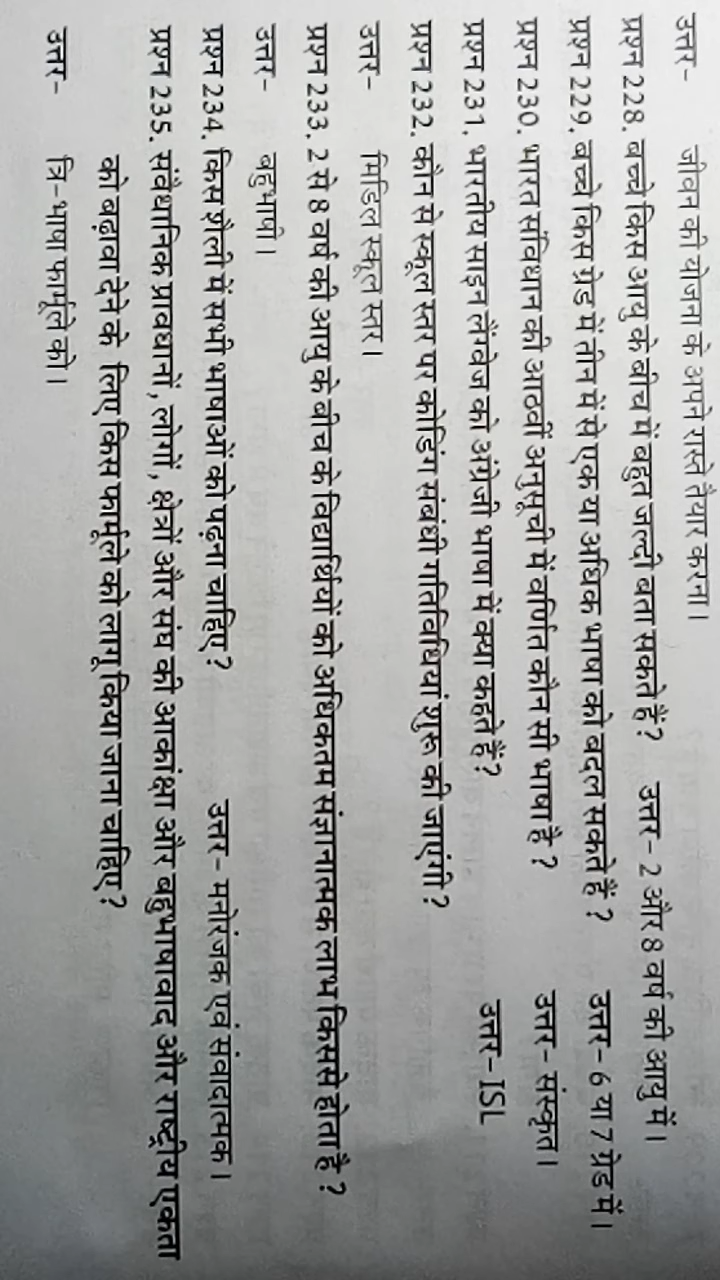 उत्तर- जीवन की योजना के अपने रास्ते तैयार करना।
प्रश्न 228. बच्चे किस आयु के बीच में बहुत जल्दी बता सकते हैं? उत्तर- 2 और 8 वर्ष की आयु में।
प्रश्न 229. बच्चे किस ग्रेड में तीन में से एक या अधिक भाषा को बदल सकते हैं ? उत्तर- 6 या 7 ग्रेड में।
प्रश्न 230. भारत संविधान की आठवीं अनुसूची में वर्णित कौन सी भाषा है ? उत्तर- संस्कृत।
प्रश्न 231. भारतीय साइन लैंग्वेज को अंग्रेजी भाषा में क्या कहते हैं? उत्तर- ISL
प्रश्न 232. कौन से स्कूल स्तर पर कोडिंग संबंधी गतिविधियां शुरू की जाएंगी ?
उत्तर- मिडिल स्कूल स्तर।
प्रश्न 233. 2 से 8 वर्ष की आयु के बीच के विद्यार्थियों को अधिकतम संज्ञानात्मक लाभ किससे होता है ?
उत्तर- बहुभाषी।
प्रश्न 234. किस शैली में सभी भाषाओं को पढ़ना चाहिए? उत्तर- मनोरंजक एवं संवादात्मक।
प्रश्न 235. संवैधानिक प्रावधानों, लोगों, क्षेत्रों और संघ की आकांक्षा और बहुभाषावाद और राष्ट्रीय एकता
को बढ़ावा देने के लिए किस फार्मूले को लागू किया जाना चाहिए?
उत्तर- त्रि-भाषा फार्मूले को।